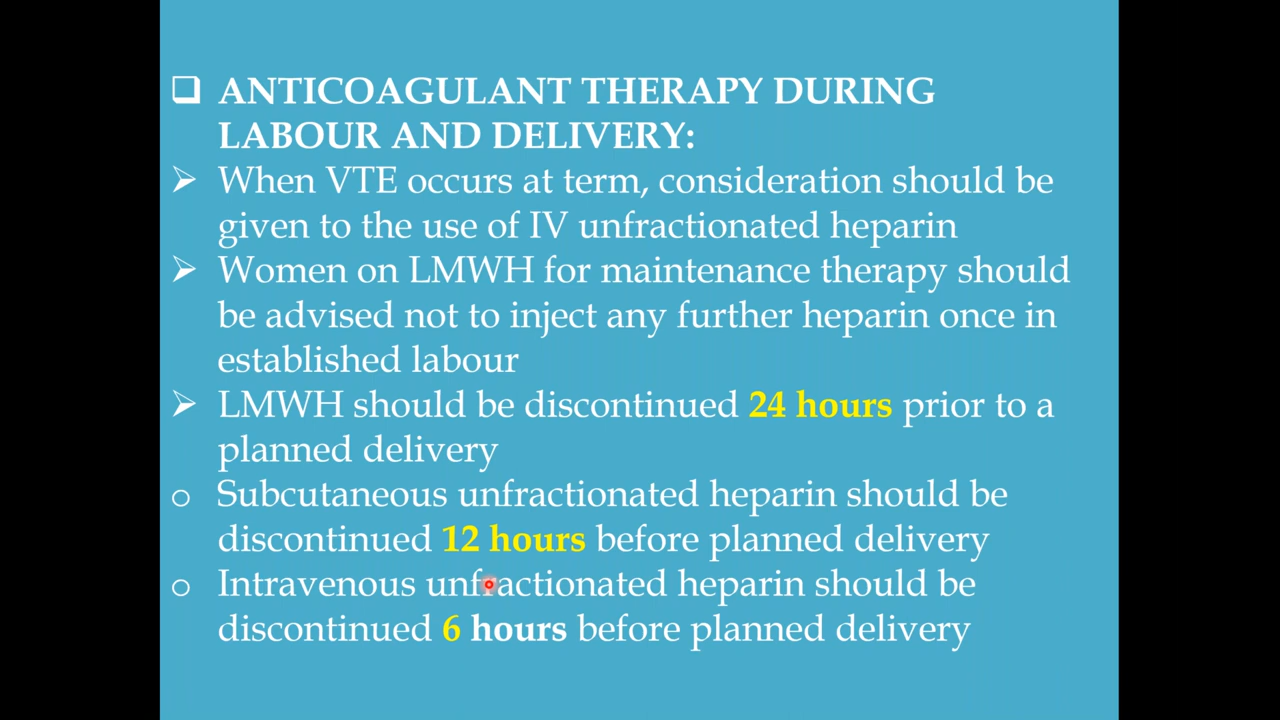 ❑ ANTICOAGULANT THERAPY DURING
LABOUR AND DELIVERY:
➢ When VTE occurs at term, consideration should be
given to the use of IV unfractionated heparin
➢ Women on LMWH for maintenance therapy should
be advised not to inject any further heparin once in
established labour
➢ LMWH should be discontinued 24 hours prior to a
planned delivery
o Subcutaneous unfractionated heparin should be
discontinued 12 hours before planned delivery
o Intravenous unfractionated heparin should be
discontinued 6 hours before planned delivery